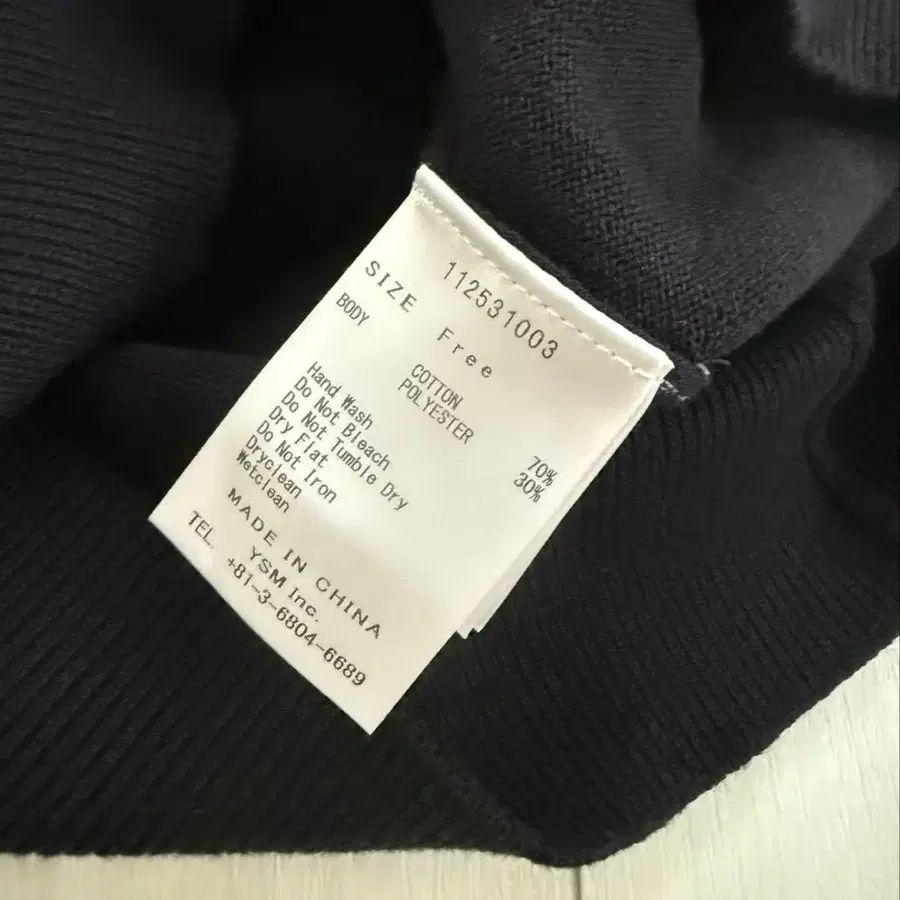 112531003
SIZE Free
BODY COTTON 70%
POLYESTER 30%
Hand Wash
Do Not Bleach
Do Not Tumble Dry
Dry Flat
Do Not Iron
Dryclean
Wetclean
MADE IN CHINA
YSM Inc.
TEL. +81-3-6804-6689